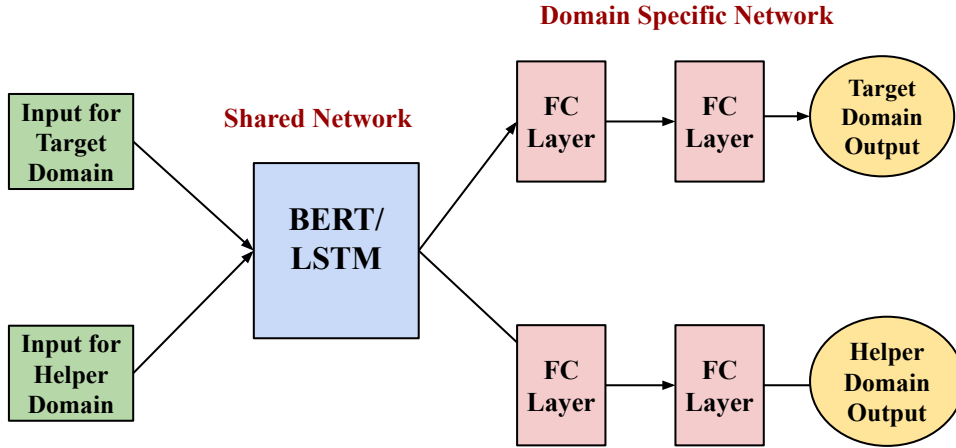 Domain Specific Network
Input for
Target
Domain
Shared Network
BERT/
LSTM
FC
Layer
FC
Layer
Target
Domain
Output
Input for
Helper
Domain
FC
Layer
FC
Layer
Helper
Domain
Output